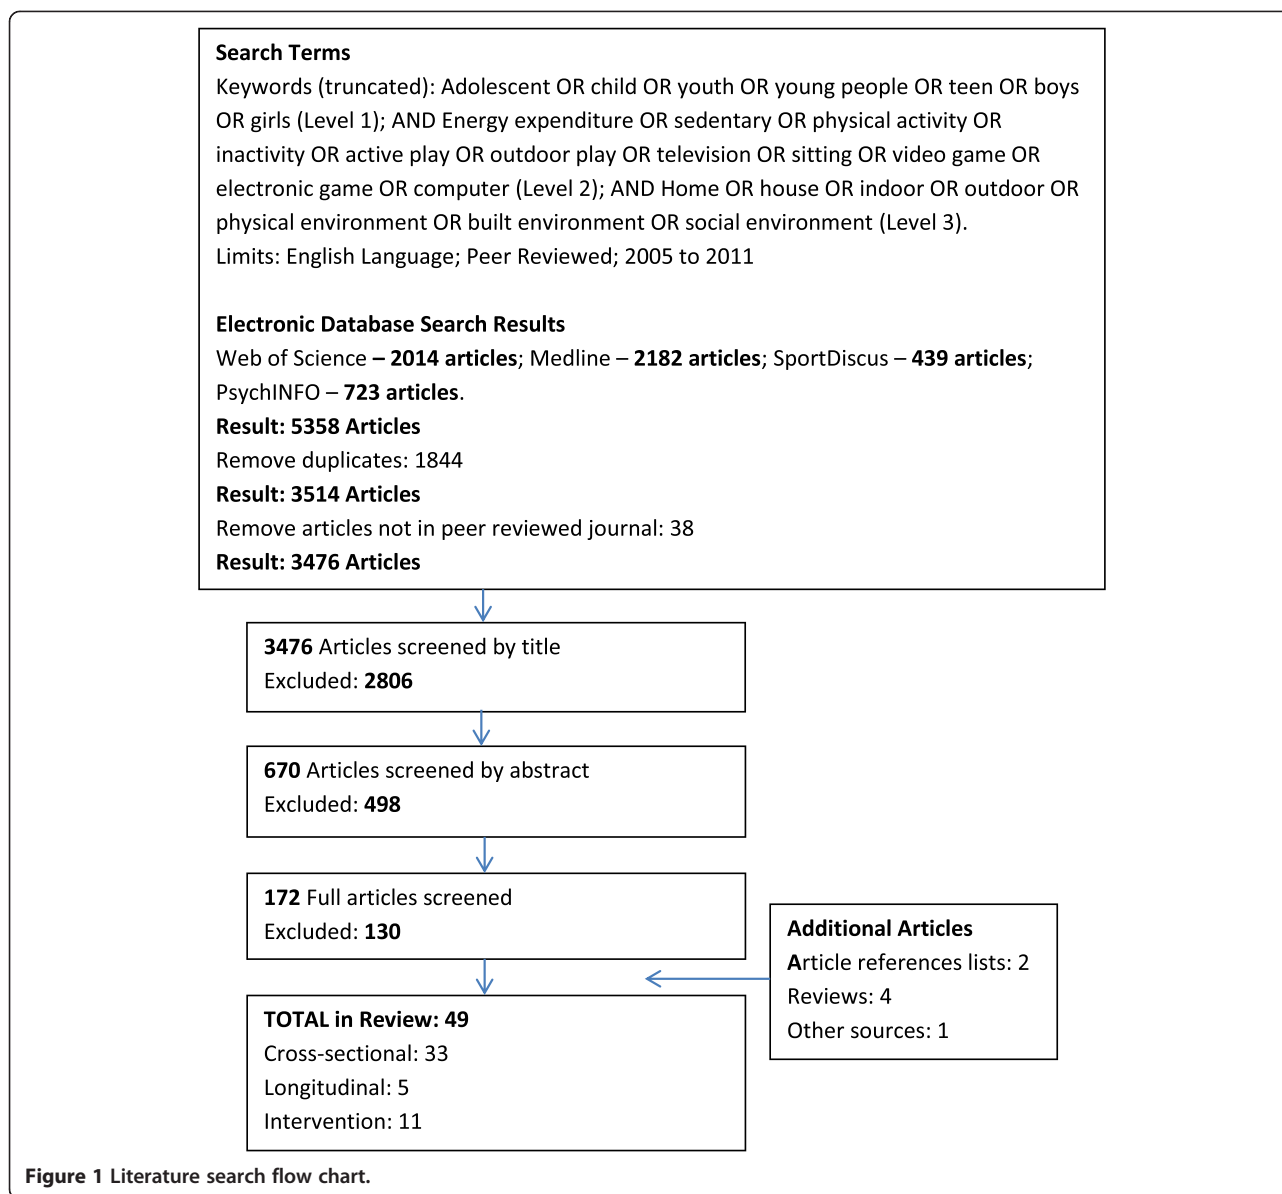 Search Terms
Keywords (truncated): Adolescent OR child OR youth OR young people OR teen OR boys
OR girls (Level 1); AND Energy expenditure OR sedentary OR physical activity OR
inactivity OR active play OR outdoor play OR television OR sitting OR video game OR
electronic game OR computer (Level 2); AND Home OR house OR indoor OR outdoor OR
physical environment OR built environment OR social environment (Level 3).
Limits: English Language; Peer Reviewed; 2005 to 2011
Electronic Database Search Results
Web of Science – 2014 articles; Medline – 2182 articles; SportDiscus – 439 articles;
PsychINFO – 723 articles.
Result: 5358 Articles
Remove duplicates: 1844
Result: 3514 Articles
Remove articles not in peer reviewed journal: 38
Result: 3476 Articles
3476 Articles screened by title
Excluded: 2806
670 Articles screened by abstract
Excluded: 498
172 Full articles screened
Excluded: 130
Additional Articles
Article references lists: 2
Reviews: 4
Other sources: 1
TOTAL in Review: 49
Cross-sectional: 33
Longitudinal: 5
Intervention: 11
Figure 1 Literature search flow chart.